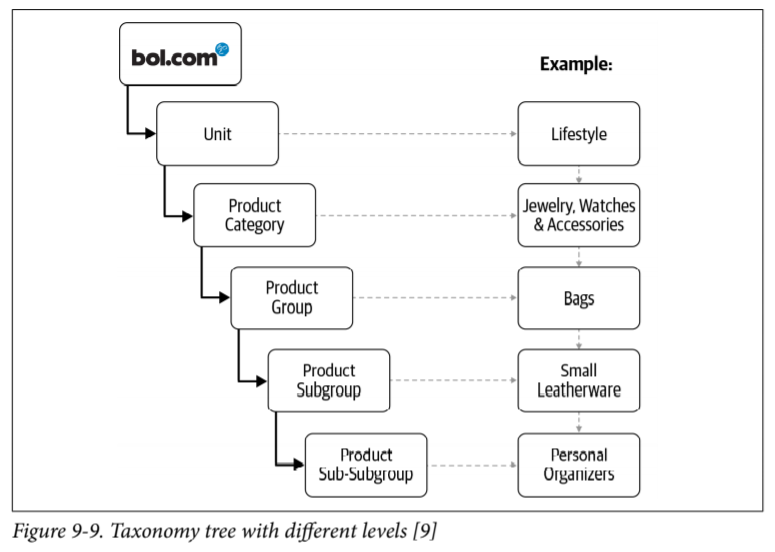 bol.com
Example:
Unit
Lifestyle
Product
Category
Jewelry, Watches
& Accessories
Product
Group
Bags
Product
Subgroup
Small
Leatherware
Product
Sub-Subgroup
Personal
Organizers
Figure 9-9. Taxonomy tree with different levels [9]